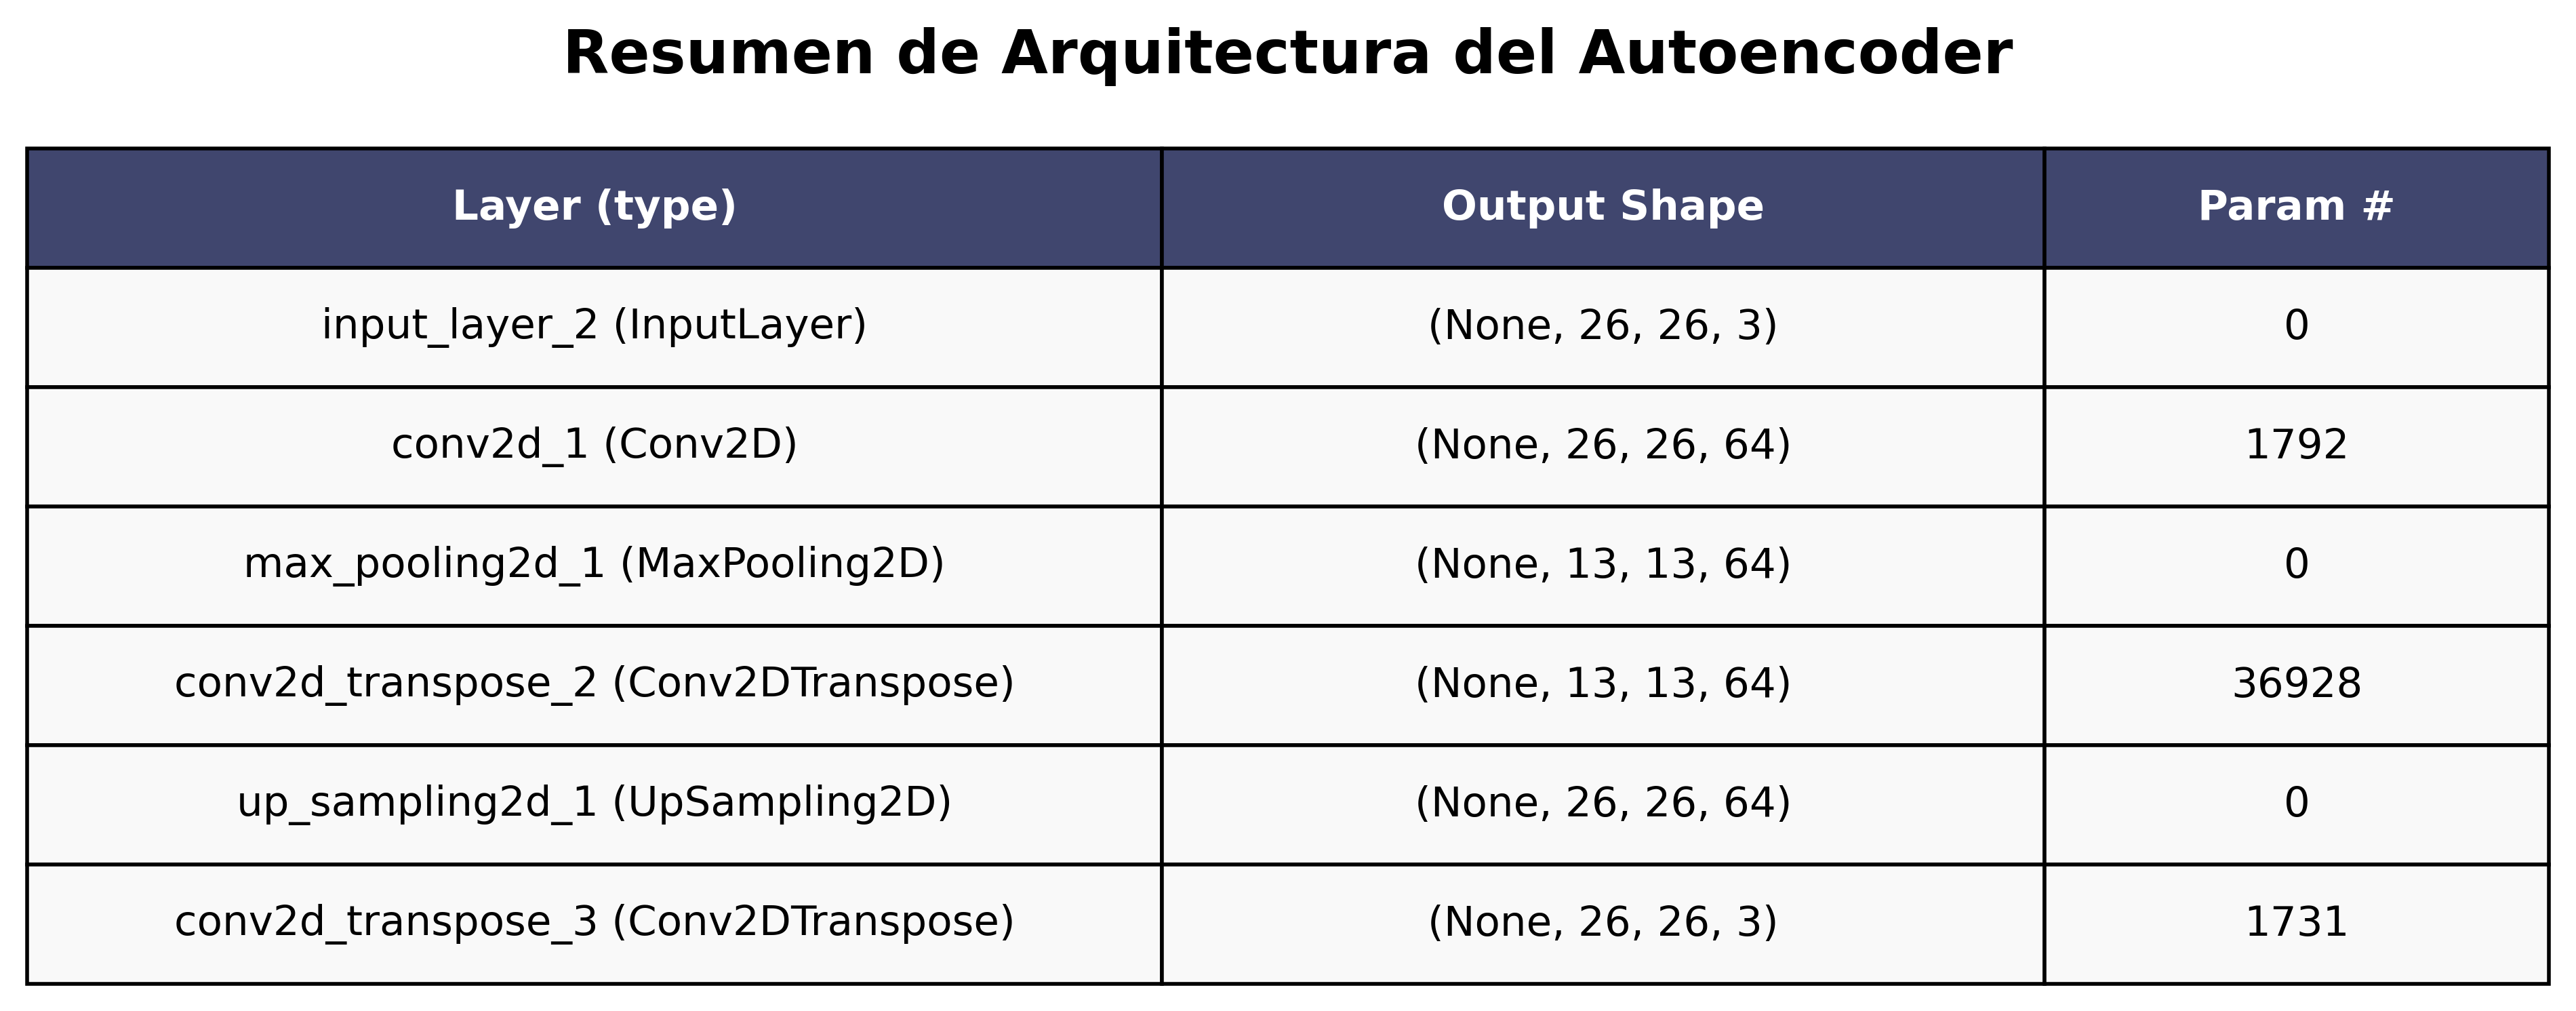 Resumen de Arquitectura del Autoencoder
Layer (type) Output Shape Param #
input_layer_2 (InputLayer) (None, 26, 26, 3) 0
conv2d_1 (Conv2D) (None, 26, 26, 64) 1792
max_pooling2d_1 (MaxPooling2D) (None, 13, 13, 64) 0
conv2d_transpose_2 (Conv2DTranspose) (None, 13, 13, 64) 36928
up_sampling2d_1 (UpSampling2D) (None, 26, 26, 64) 0
conv2d_transpose_3 (Conv2DTranspose) (None, 26, 26, 3) 1731